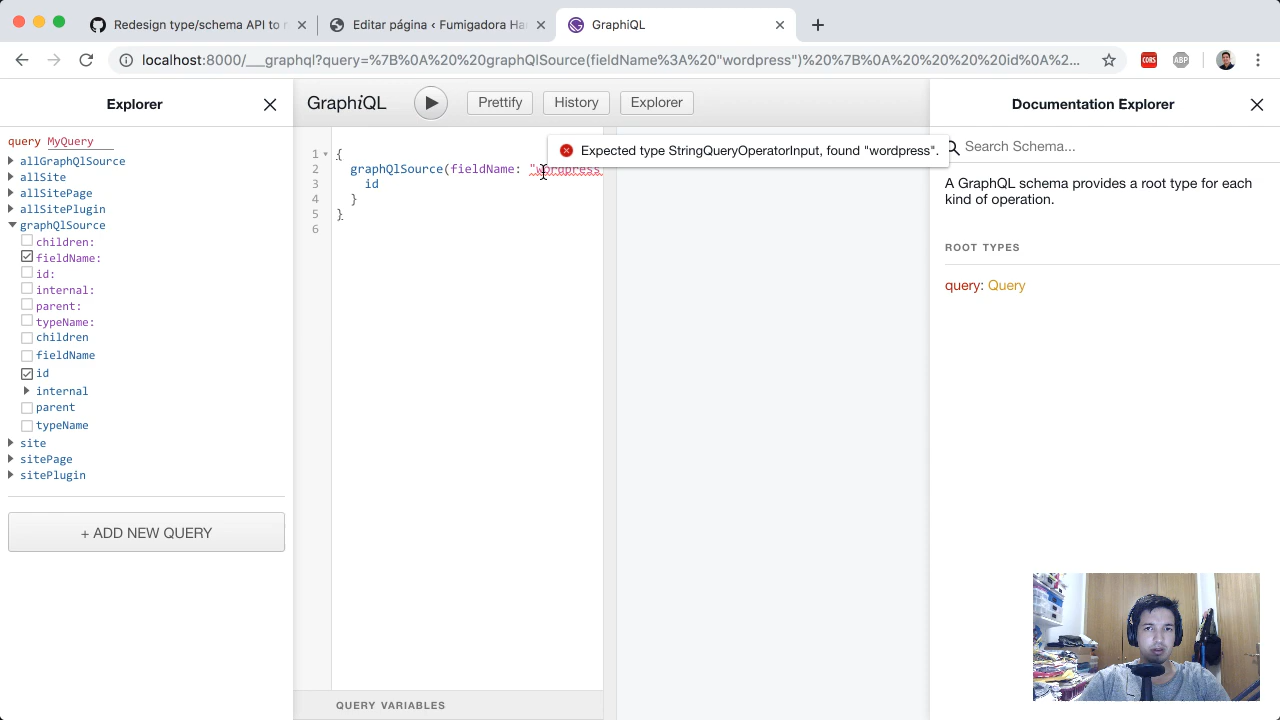 Redesign type/schema API to r
Editar página ‹ Fumigadora Ha
GraphiQL
localhost:8000/___graphql?query=%7B%0A%20%20graphQlSource(fieldName%3A%20"wordpress")%20%7B%0A%20%20%20%20id%0A%2...
CORS
ABP
Explorer
query MyQuery
allGraphQlSource
allSite
allSitePage
allSitePlugin
graphQlSource
children:
fieldName:
id:
internal:
parent:
typeName:
children
fieldName
id
internal
parent
typeName
site
sitePage
sitePlugin
+ ADD NEW QUERY
GraphiQL
Prettify
History
Explorer
Expected type StringQueryOperatorInput, found "wordpress".
1 {
2 graphQlSource(fieldName: "wordpress
3 id
4 }
5 }
6
QUERY VARIABLES
Documentation Explorer
Search Schema...
A GraphQL schema provides a root type for each
kind of operation.
ROOT TYPES
query: Query